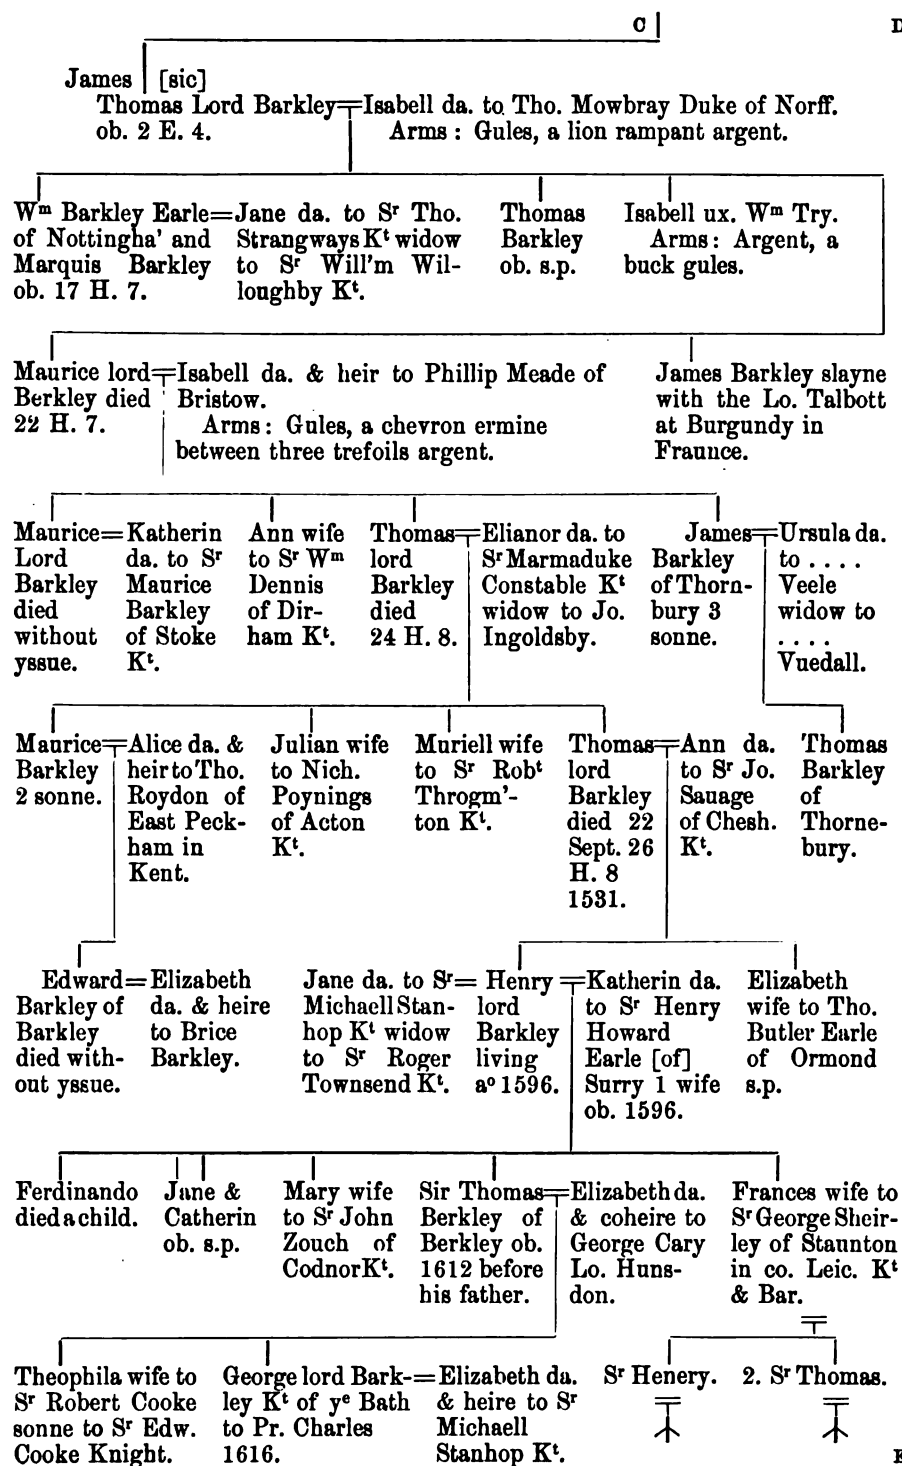 C
D
James [sic]
Thomas Lord Barkley=Isabell da. to Tho. Mowbray Duke of Norff.
ob. 2 E. 4.
Arms: Gules, a lion rampant argent.
Wᵐ Barkley Earle=
of Nottingha' and
Marquis Barkley
ob. 17 H. 7.
Jane da. to Sʳ Tho.
Strangways Kᵗ widow
to Sʳ Will'm Wil-
loughby Kᵗ.
Thomas
Barkley
ob. s.p.
Isabell ux. Wᵐ Try.
Arms: Argent, a
buck gules.
Maurice lord=
Berkley died
22 H. 7.
Isabell da. & heir to Phillip Meade of
Bristow.
Arms: Gules, a chevron ermine
between three trefoils argent.
James Barkley slayne
with the Lo. Talbott
at Burgundy in
Fraunce.
Maurice=
Lord
Barkley
died
without
yssue.
Katherin
da. to Sʳ
Maurice
Barkley
of Stoke
Kᵗ.
Ann wife
to Sʳ Wᵐ
Dennis
of Dir-
ham Kᵗ.
Thomas=
lord
Barkley
died
24 H. 8.
Elianor da. to
Sʳ Marmaduke
Constable Kᵗ
widow to Jo.
Ingoldsby.
James=
Barkley
of Thorn-
bury 3
sonne.
Ursula da.
to ....
Veele
widow to
....
Vuedall.
Maurice=
Barkley
2 sonne.
Alice da. &
heir to Tho.
Roydon of
East Peck-
ham in
Kent.
Julian wife
to Nich.
Poynings
of Acton
Kᵗ.
Muriell wife
to Sʳ Robᵗ
Throgm'-
ton Kᵗ.
Thomas=
lord
Barkley
died 22
Sept. 26
H. 8
1531.
Ann da.
to Sʳ Jo.
Sauage
of Chesh.
Kᵗ.
Thomas
Barkley
of
Thorne-
bury.
Edward=
Barkley of
Barkley
died with-
out yssue.
Elizabeth
da. & heire
to Brice
Barkley.
Jane da. to Sʳ=
Michaell Stan-
hop Kᵗ widow
to Sʳ Roger
Townsend Kᵗ.
Henry=
lord
Barkley
living
aᵒ 1596.
Katherin da.
to Sʳ Henry
Howard
Earle [of]
Surry 1 wife
ob. 1596.
Elizabeth
wife to Tho.
Butler Earle
of Ormond
s.p.
Ferdinando
died a child.
Jane &
Catherin
ob. s.p.
Mary wife
to Sʳ John
Zouch of
Codnor Kᵗ.
Sir Thomas=
Berkley of
Berkley ob.
1612 before
his father.
Elizabeth da.
& coheire to
George Cary
Lo. Huns-
don.
Frances wife to
Sʳ George Sheir-
ley of Staunton
in co. Leic. Kᵗ
& Bar.
Theophila wife to
Sʳ Robert Cooke
sonne to Sʳ Edw.
Cooke Knight.
George lord Bark-=
ley Kᵗ of yᵉ Bath
to Pr. Charles
1616.
Elizabeth da.
& heire to Sʳ
Michaell
Stanhop Kᵗ.
Sʳ Henery.
2. Sʳ Thomas.
E